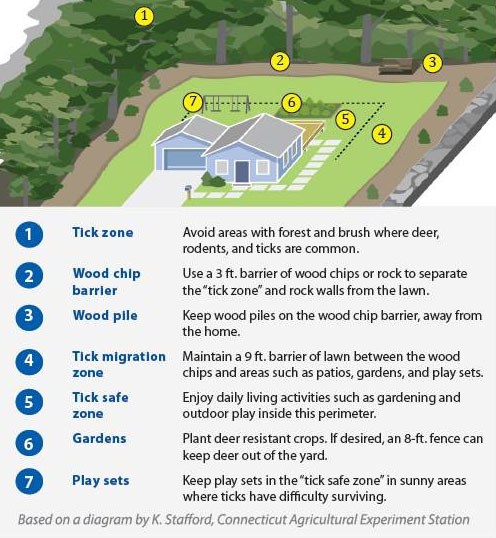 1
2
3
7
6
5
4
1 Tick zone Avoid areas with forest and brush where deer,
rodents, and ticks are common.
2 Wood chip Use a 3 ft. barrier of wood chips or rock to separate
barrier the “tick zone” and rock walls from the lawn.
3 Wood pile Keep wood piles on the wood chip barrier, away from
the home.
4 Tick migration Maintain a 9 ft. barrier of lawn between the wood
zone chips and areas such as patios, gardens, and play sets.
5 Tick safe Enjoy daily living activities such as gardening and
zone outdoor play inside this perimeter.
6 Gardens Plant deer resistant crops. If desired, an 8-ft. fence can
keep deer out of the yard.
7 Play sets Keep play sets in the “tick safe zone” in sunny areas
where ticks have difficulty surviving.
Based on a diagram by K. Stafford, Connecticut Agricultural Experiment Station